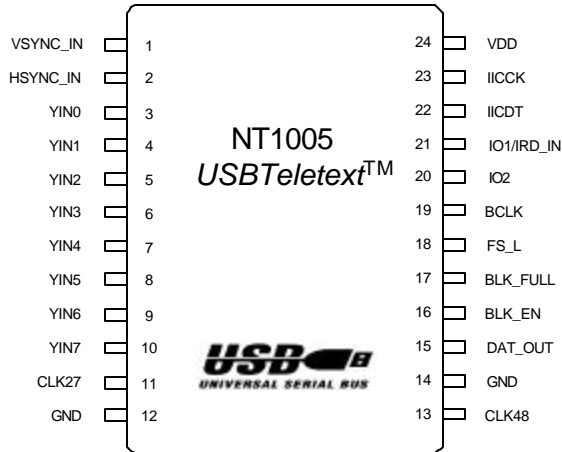 VSYNC_IN 1 24 VDD
HSYNC_IN 2 23 IICCK
YIN0 3 22 IICDT
YIN1 4 NT1005 21 IO1/IRD_IN
YIN2 5 USBTeletext™ 20 IO2
YIN3 6 19 BCLK
YIN4 7 18 FS_L
YIN5 8 17 BLK_FULL
YIN6 9 16 BLK_EN
YIN7 10 USB 15 DAT_OUT
CLK27 11 UNIVERSAL SERIAL BUS 14 GND
GND 12 13 CLK48